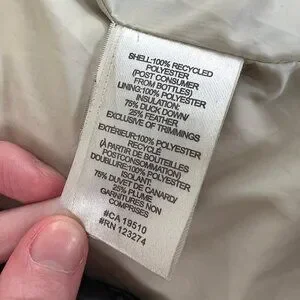 SHELL:100% RECYCLED
POLYESTER
(POST CONSUMER
FROM BOTTLES)
LINING:100% POLYESTER
INSULATION:
75% DUCK DOWN/
25% FEATHER
EXCLUSIVE OF TRIMMINGS
EXTÉRIEUR:100% POLYESTER
RECYCLÉ
(À PARTIR DE BOUTEILLES
POSTCONSOMMATION)
DOUBLURE:100% POLYESTER
ISOLANT:
75% DUVET DE CANARD/
25% PLUME
GARNITURES NON
COMPRISES
#CA 19510
#RN 123274